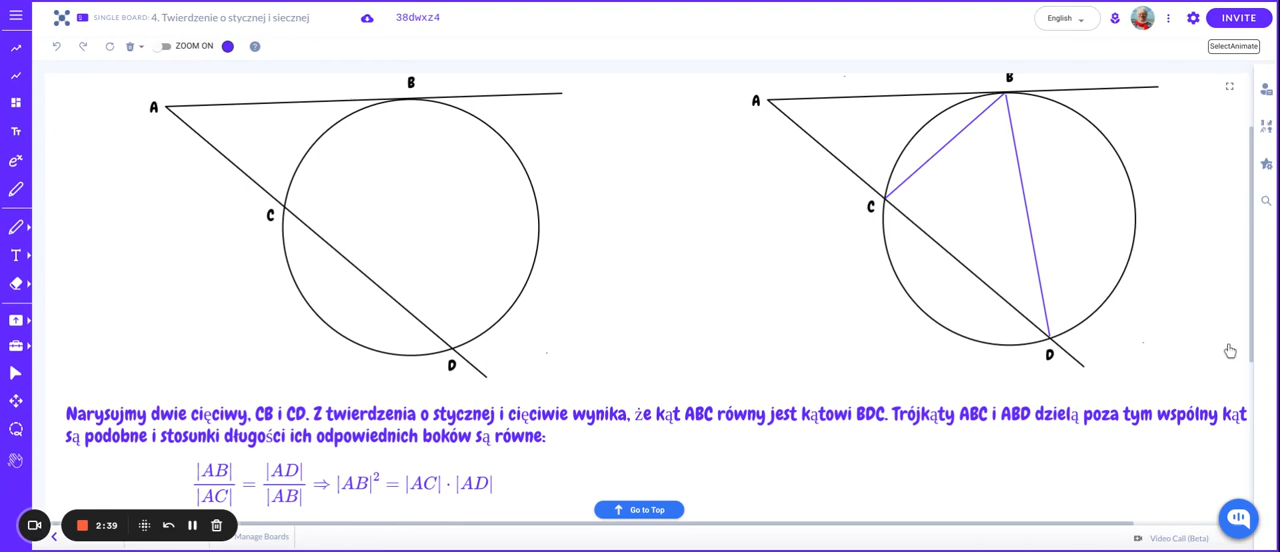 SINGLE BOARD: 4. Twierdzenie o stycznej i siecznej
38dwxz4
English
INVITE
ZOOM ON
SelectAnimate
B
A
C
D
B
A
C
D
Narysujmy dwie cięciwy, CB i CD. Z twierdzenia o stycznej i cięciwie wynika, że kąt ABC równy jest kątowi BDC. Trójkąty ABC i ABD dzielą poza tym wspólny kąt
są podobne i stosunki długości ich odpowiednich boków są równe:
|AB| / |AC| = |AD| / |AB| ⇒ |AB|² = |AC| · |AD|
Go to Top
2:39
Manage Boards
Video Call (Beta)